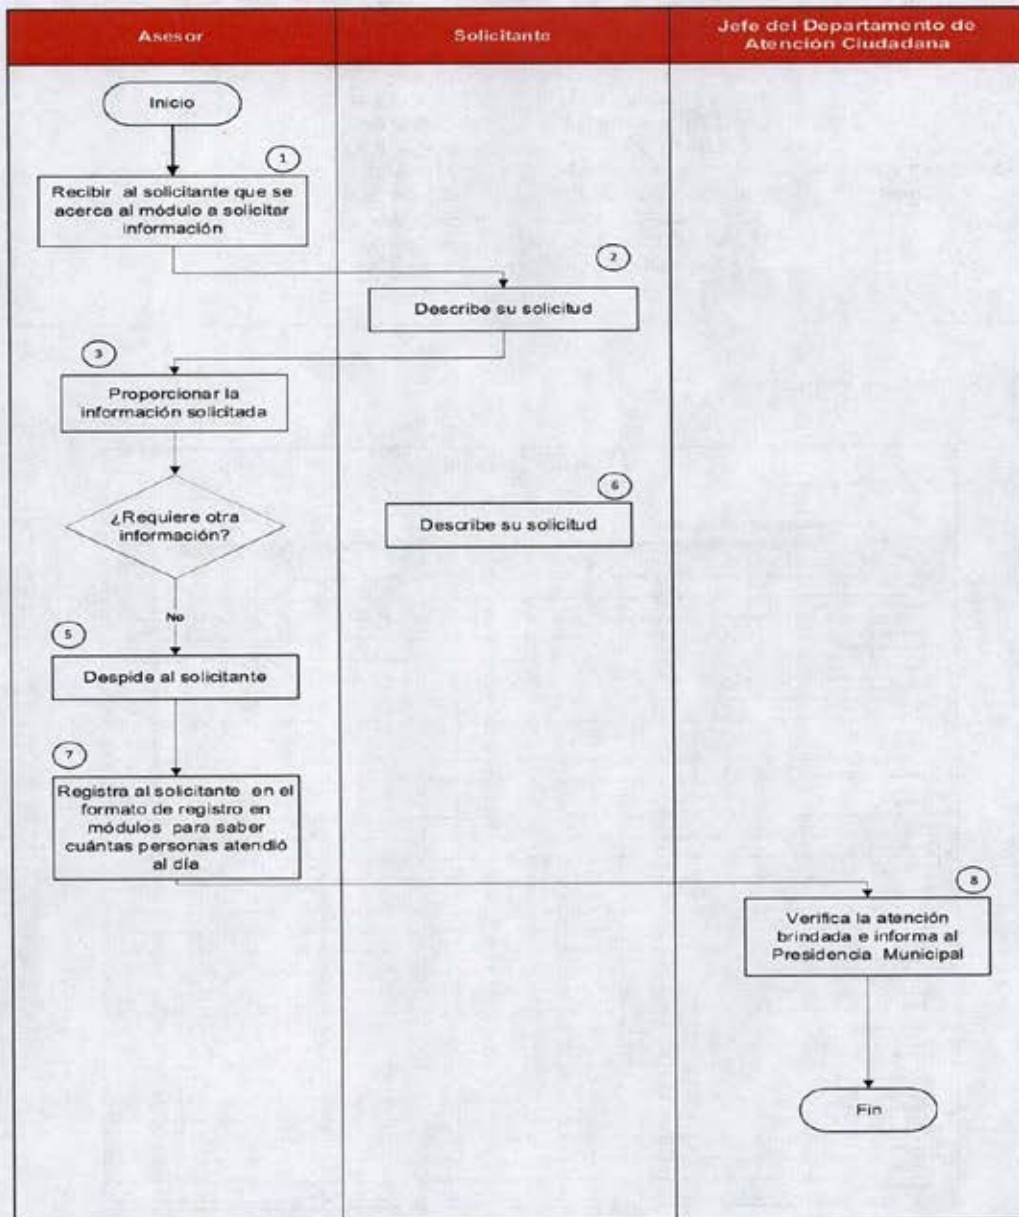 Asesor
Solicitante
Jefe del Departamento de
Atención Ciudadana
Inicio
1
Recibir al solicitante que se
acerca al módulo a solicitar
información
2
Describe su solicitud
3
Proporcionar la
información solicitada
¿Requiere otra
información?
6
Describe su solicitud
No
5
Despide al solicitante
7
Registra al solicitante en el
formato de registro en
módulos para saber
cuántas personas atendió
al día
8
Verifica la atención
brindada e informa al
Presidencia Municipal
Fin